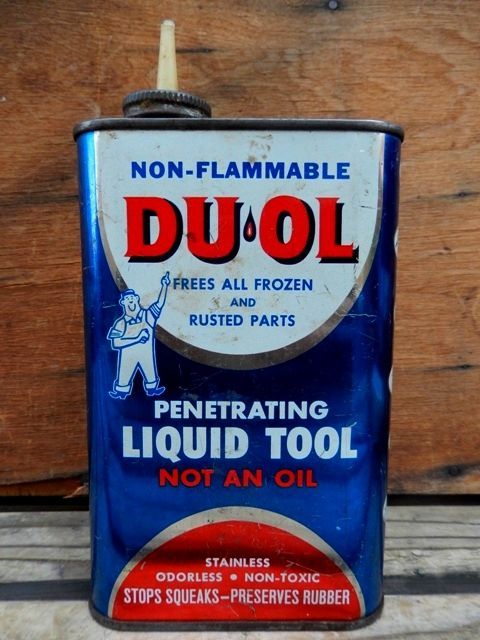 NON-FLAMMABLE
DU•OL
FREES ALL FROZEN
AND
RUSTED PARTS
PENETRATING
LIQUID TOOL
NOT AN OIL
STAINLESS
ODORLESS • NON-TOXIC
STOPS SQUEAKS—PRESERVES RUBBER